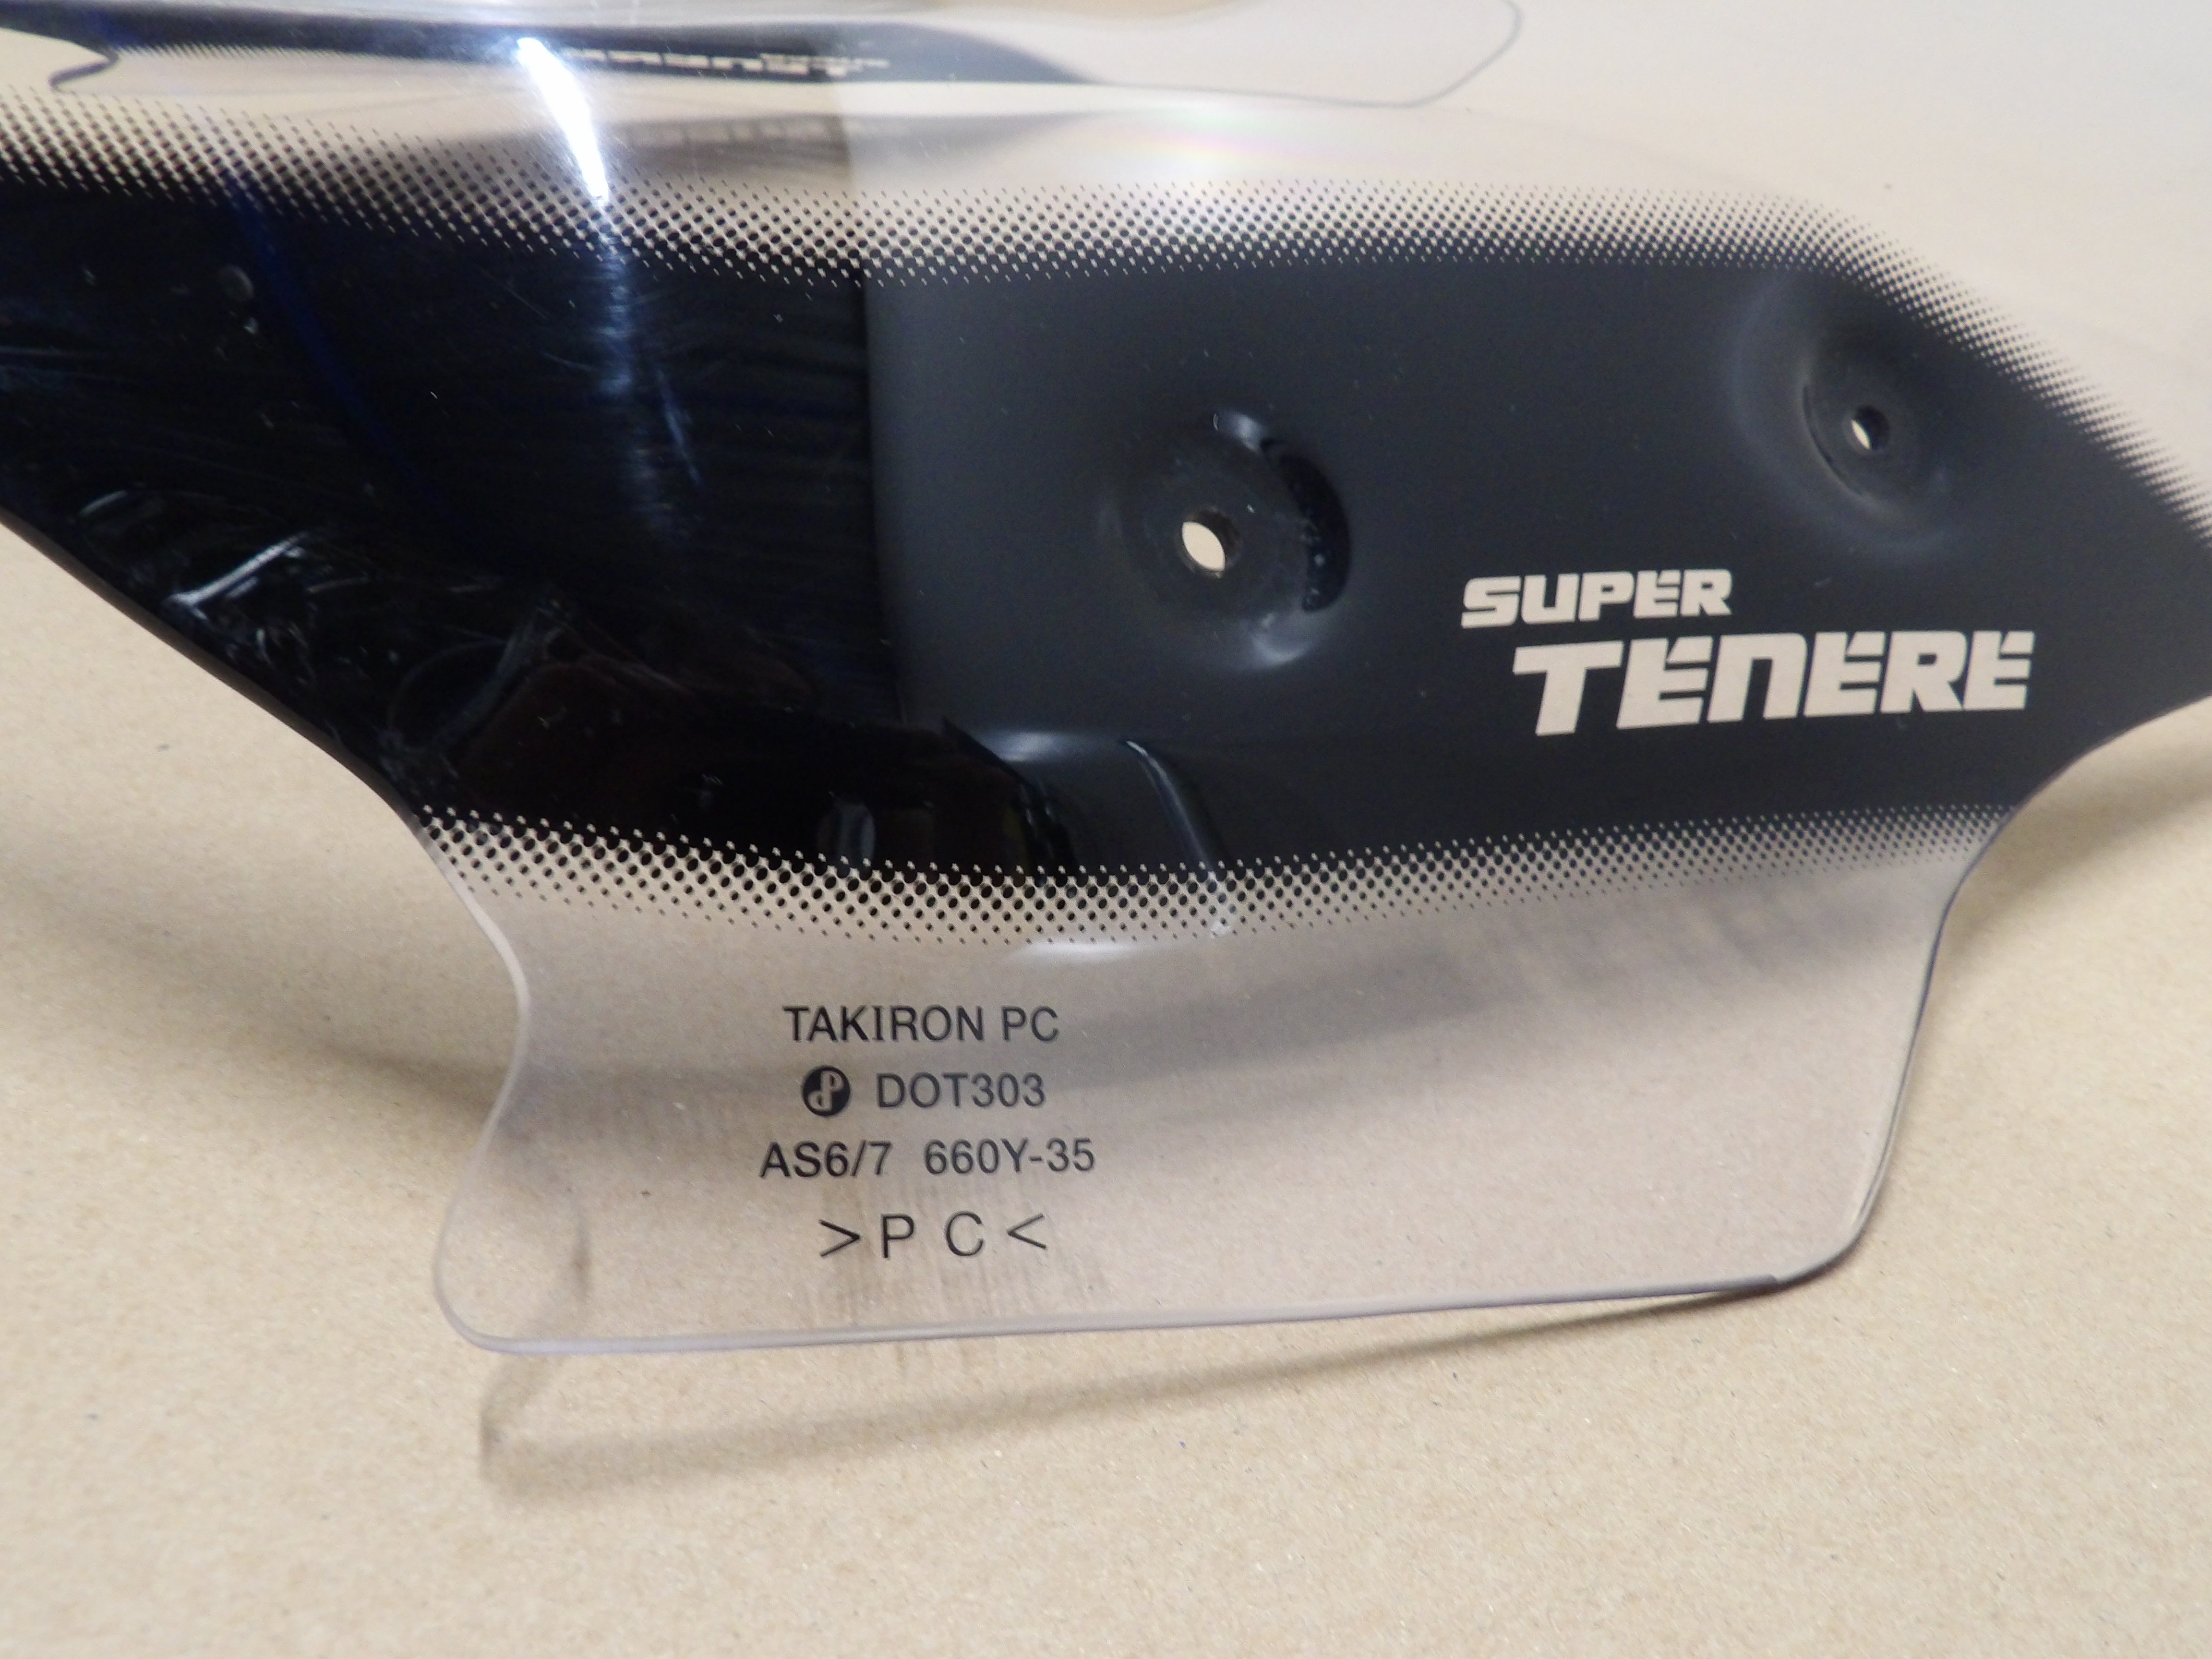 SUPER
TENERE
TAKIRON PC
DOT303
AS6/7 660Y-35
>PC<